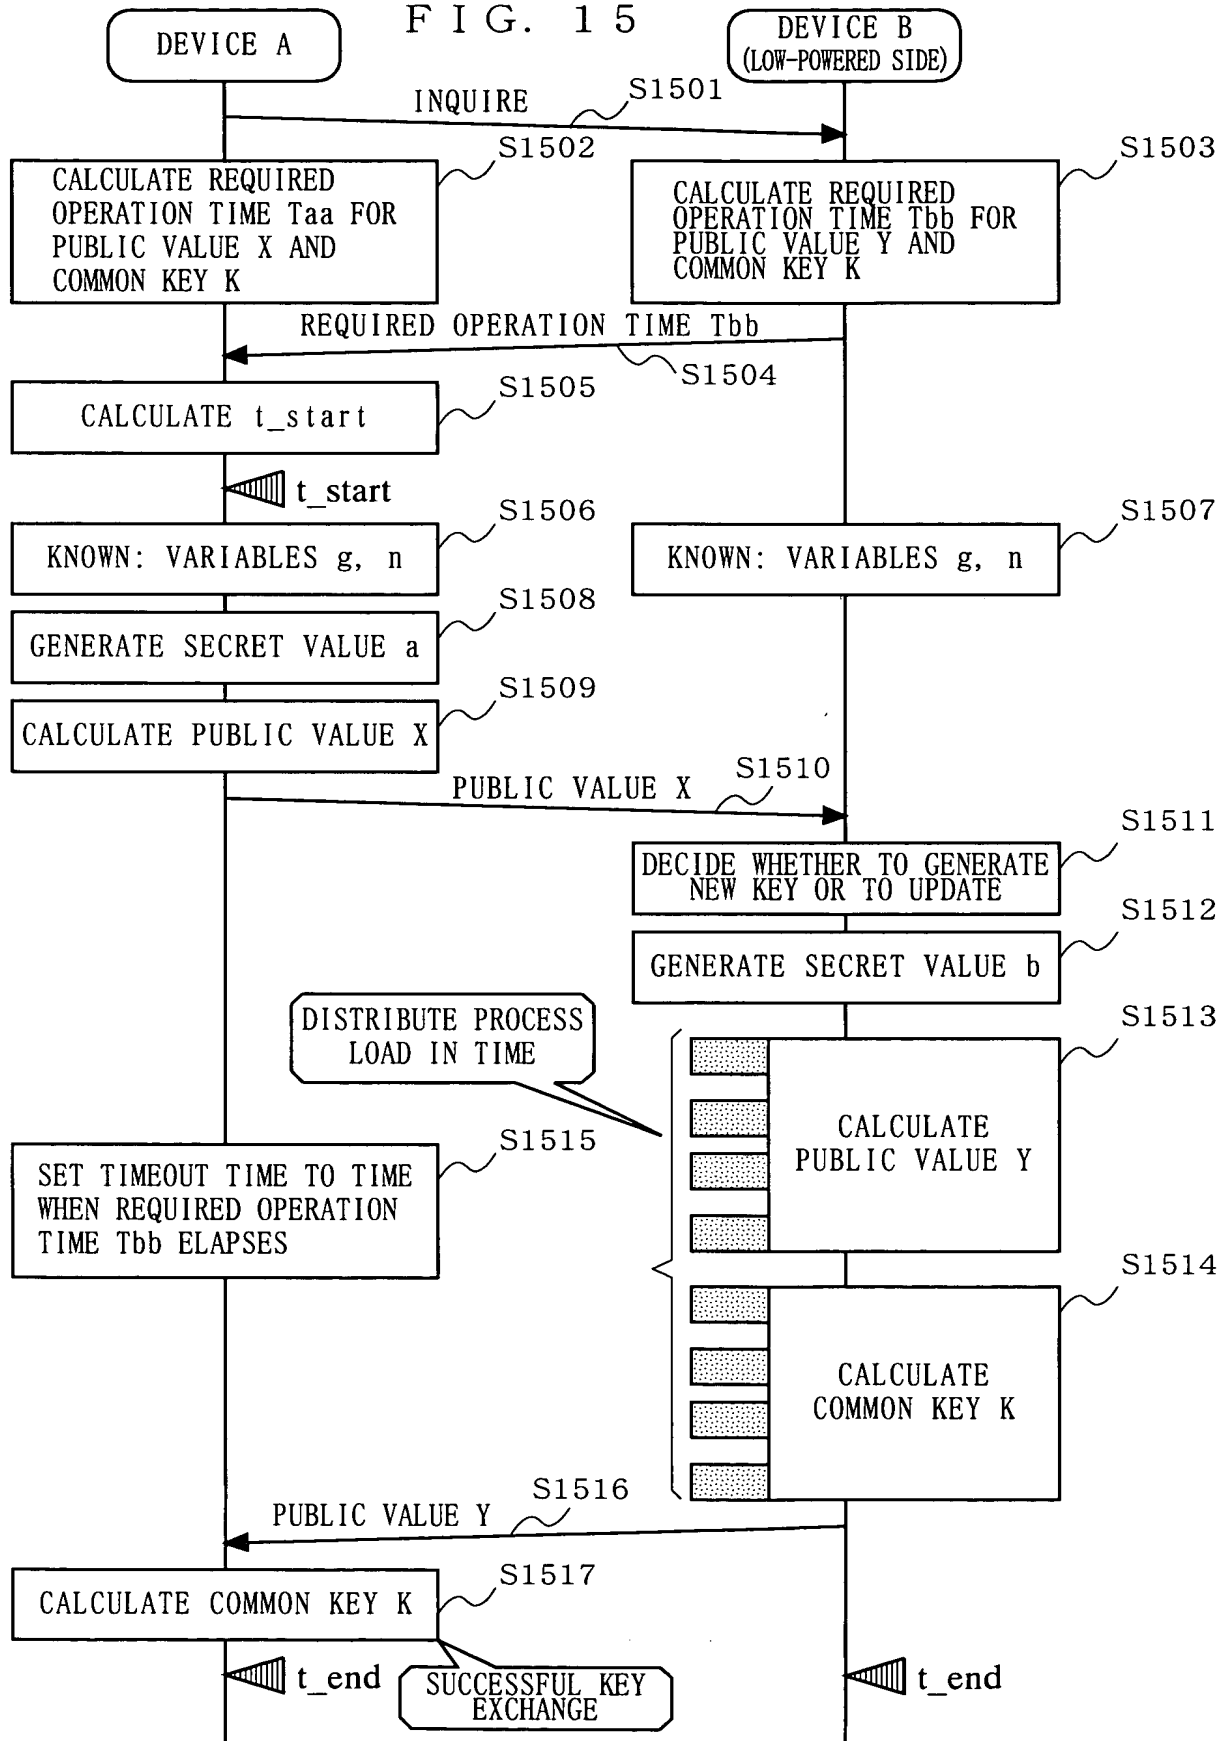 FIG. 15
DEVICE A
DEVICE B
(LOW-POWERED SIDE)
INQUIRE
S1501
S1502
CALCULATE REQUIRED
OPERATION TIME Taa FOR
PUBLIC VALUE X AND
COMMON KEY K
S1503
CALCULATE REQUIRED
OPERATION TIME Tbb FOR
PUBLIC VALUE Y AND
COMMON KEY K
REQUIRED OPERATION TIME Tbb
S1504
S1505
CALCULATE t_start
t_start
S1506
KNOWN: VARIABLES g, n
S1507
KNOWN: VARIABLES g, n
S1508
GENERATE SECRET VALUE a
S1509
CALCULATE PUBLIC VALUE X
PUBLIC VALUE X
S1510
S1511
DECIDE WHETHER TO GENERATE
NEW KEY OR TO UPDATE
S1512
GENERATE SECRET VALUE b
DISTRIBUTE PROCESS
LOAD IN TIME
S1513
CALCULATE
PUBLIC VALUE Y
S1515
SET TIMEOUT TIME TO TIME
WHEN REQUIRED OPERATION
TIME Tbb ELAPSES
S1514
CALCULATE
COMMON KEY K
PUBLIC VALUE Y
S1516
S1517
CALCULATE COMMON KEY K
t_end
SUCCESSFUL KEY
EXCHANGE
t_end